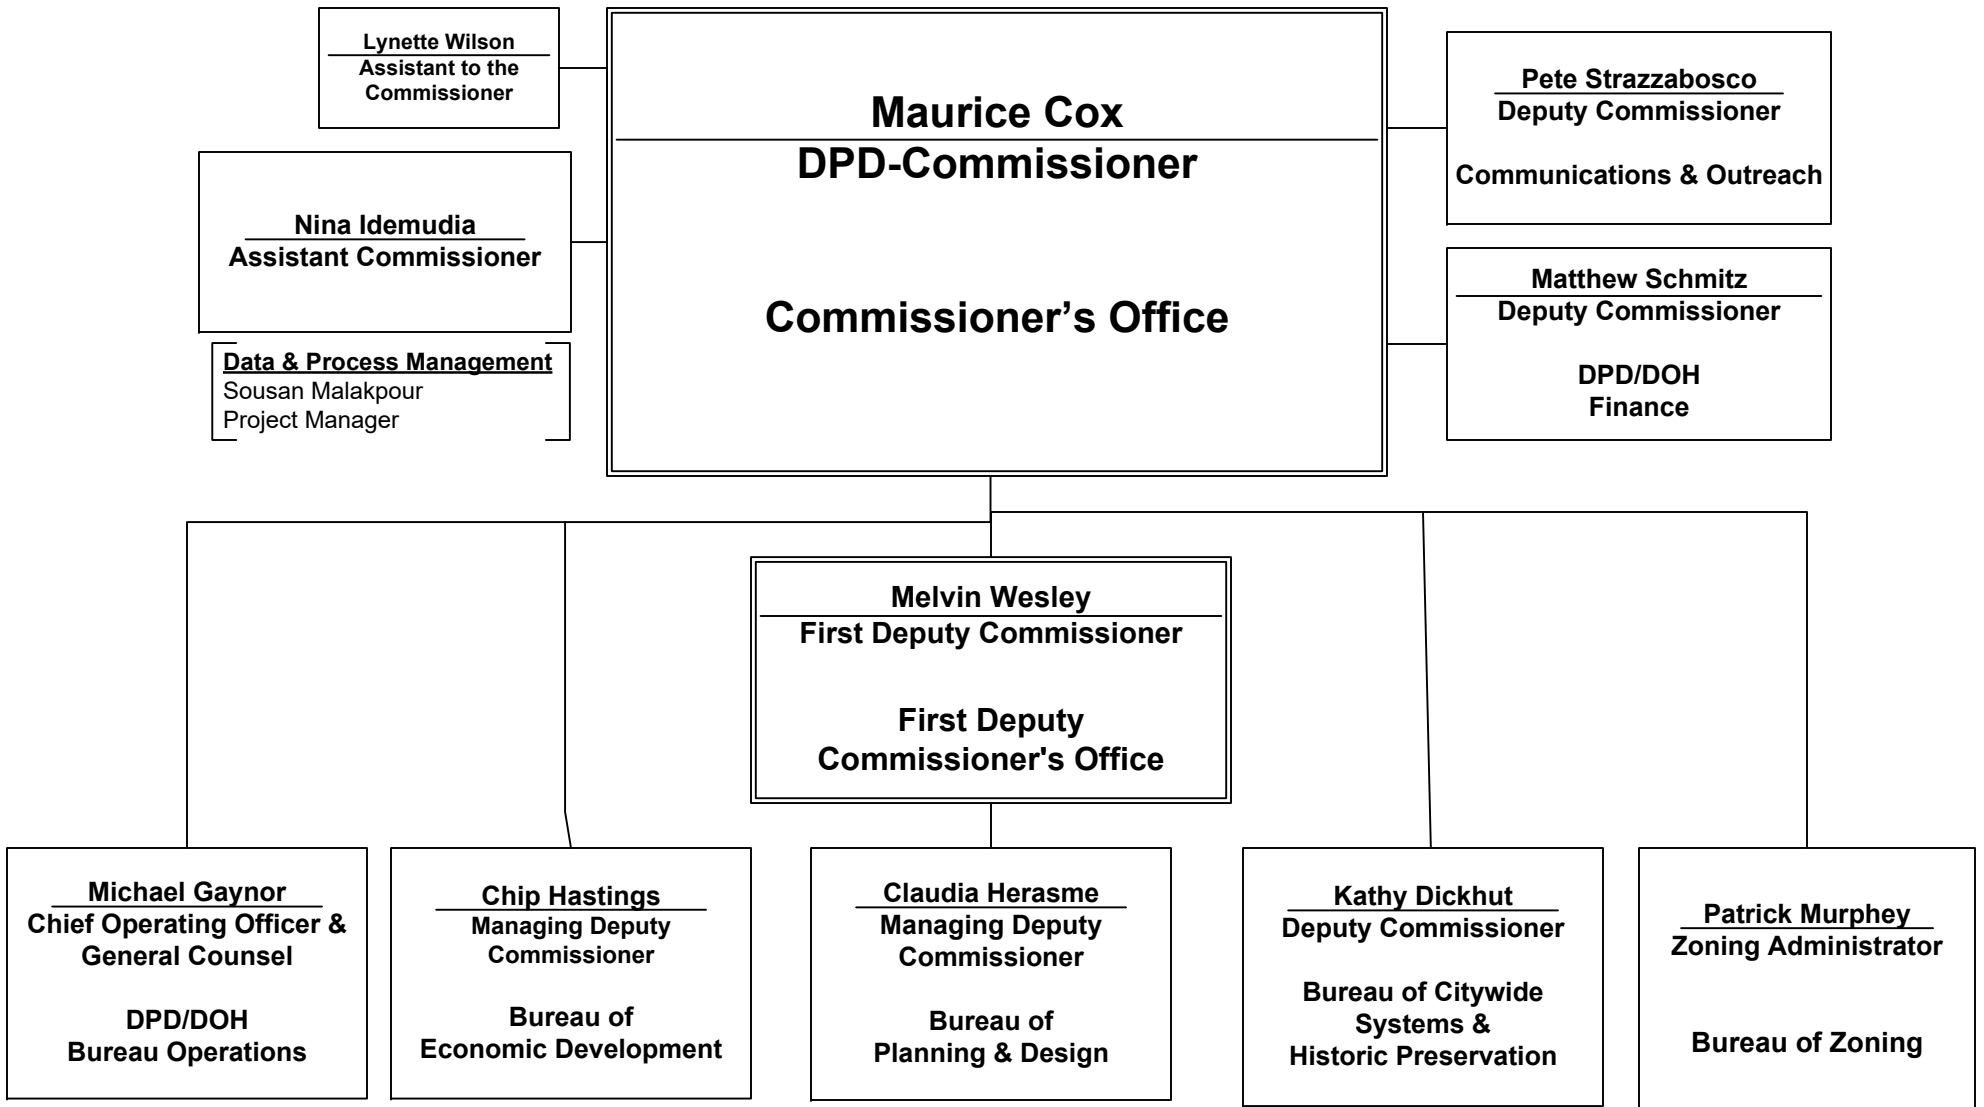 Lynette Wilson
Assistant to the
Commissioner
Nina Idemudia
Assistant Commissioner
Data & Process Management
Sousan Malakpour
Project Manager
Maurice Cox
DPD-Commissioner
Commissioner’s Office
Pete Strazzabosco
Deputy Commissioner
Communications & Outreach
Matthew Schmitz
Deputy Commissioner
DPD/DOH
Finance
Melvin Wesley
First Deputy Commissioner
First Deputy
Commissioner's Office
Michael Gaynor
Chief Operating Officer &
General Counsel
DPD/DOH
Bureau Operations
Chip Hastings
Managing Deputy
Commissioner
Bureau of
Economic Development
Claudia Herasme
Managing Deputy
Commissioner
Bureau of
Planning & Design
Kathy Dickhut
Deputy Commissioner
Bureau of Citywide
Systems &
Historic Preservation
Patrick Murphey
Zoning Administrator
Bureau of Zoning